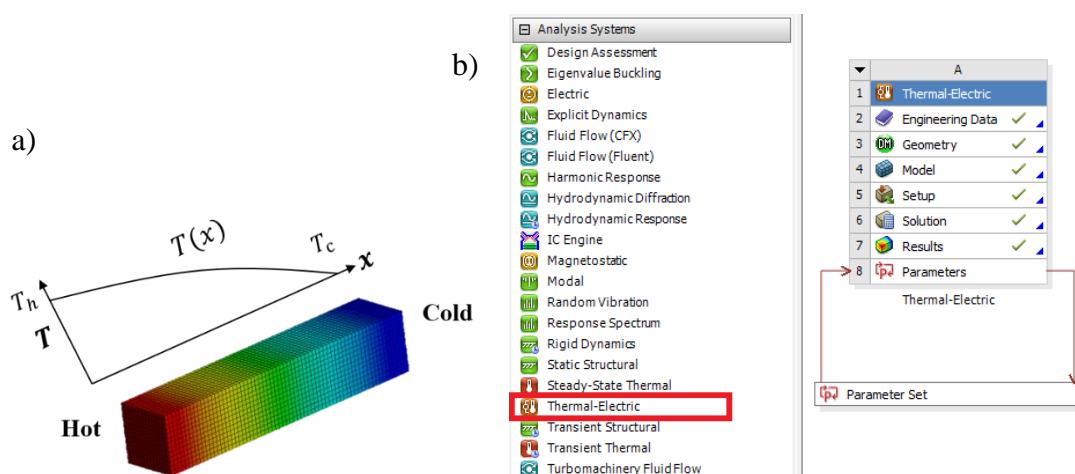 a)
T(x)
T_c
x
T_h
T
Cold
Hot
b)
Analysis Systems
Design Assessment
Eigenvalue Buckling
Electric
Explicit Dynamics
Fluid Flow (CFX)
Fluid Flow (Fluent)
Harmonic Response
Hydrodynamic Diffraction
Hydrodynamic Response
IC Engine
Magnetostatic
Modal
Random Vibration
Response Spectrum
Rigid Dynamics
Static Structural
Steady-State Thermal
Thermal-Electric
Transient Structural
Transient Thermal
Turbomachinery Fluid Flow
A
1 Thermal-Electric
2 Engineering Data
3 DM Geometry
4 Model
5 Setup
6 Solution
7 Results
8 Parameters
Thermal-Electric
Parameter Set